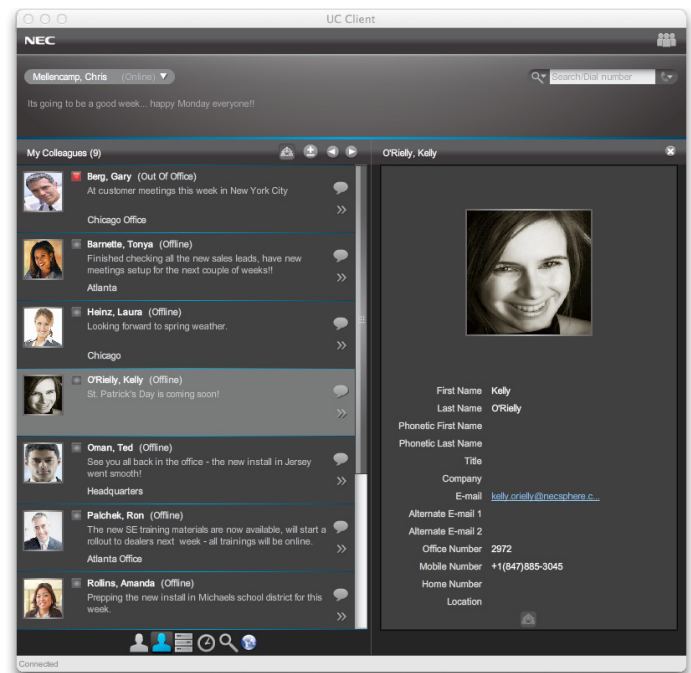 UC Client
NEC
Mellencamp, Chris (Online)
Search/Dial number
Its going to be a good week... happy Monday everyone!!
My Colleagues (9)
Berg, Gary (Out Of Office)
At customer meetings this week in New York City
Chicago Office
Barnette, Tonya (Offline)
Finished checking all the new sales leads, have new
meetings setup for the next couple of weeks!!
Atlanta
Heinz, Laura (Offline)
Looking forward to spring weather.
Chicago
O'Rielly, Kelly (Offline)
St. Patrick's Day is coming soon!
Oman, Ted (Offline)
See you all back in the office - the new install in Jersey
went smooth!
Headquarters
Palchek, Ron (Offline)
The new SE training materials are now available, will start a
rollout to dealers next week - all trainings will be online.
Atlanta Office
Rollins, Amanda (Offline)
Prepping the new install in Michaels school district for this
week.
O'Rielly, Kelly
First Name Kelly
Last Name O'Rielly
Phonetic First Name
Phonetic Last Name
Title
Company
E-mail kelly.orielly@necsphere.c...
Alternate E-mail 1
Alternate E-mail 2
Office Number 2972
Mobile Number +1(847)885-3045
Home Number
Location
Connected